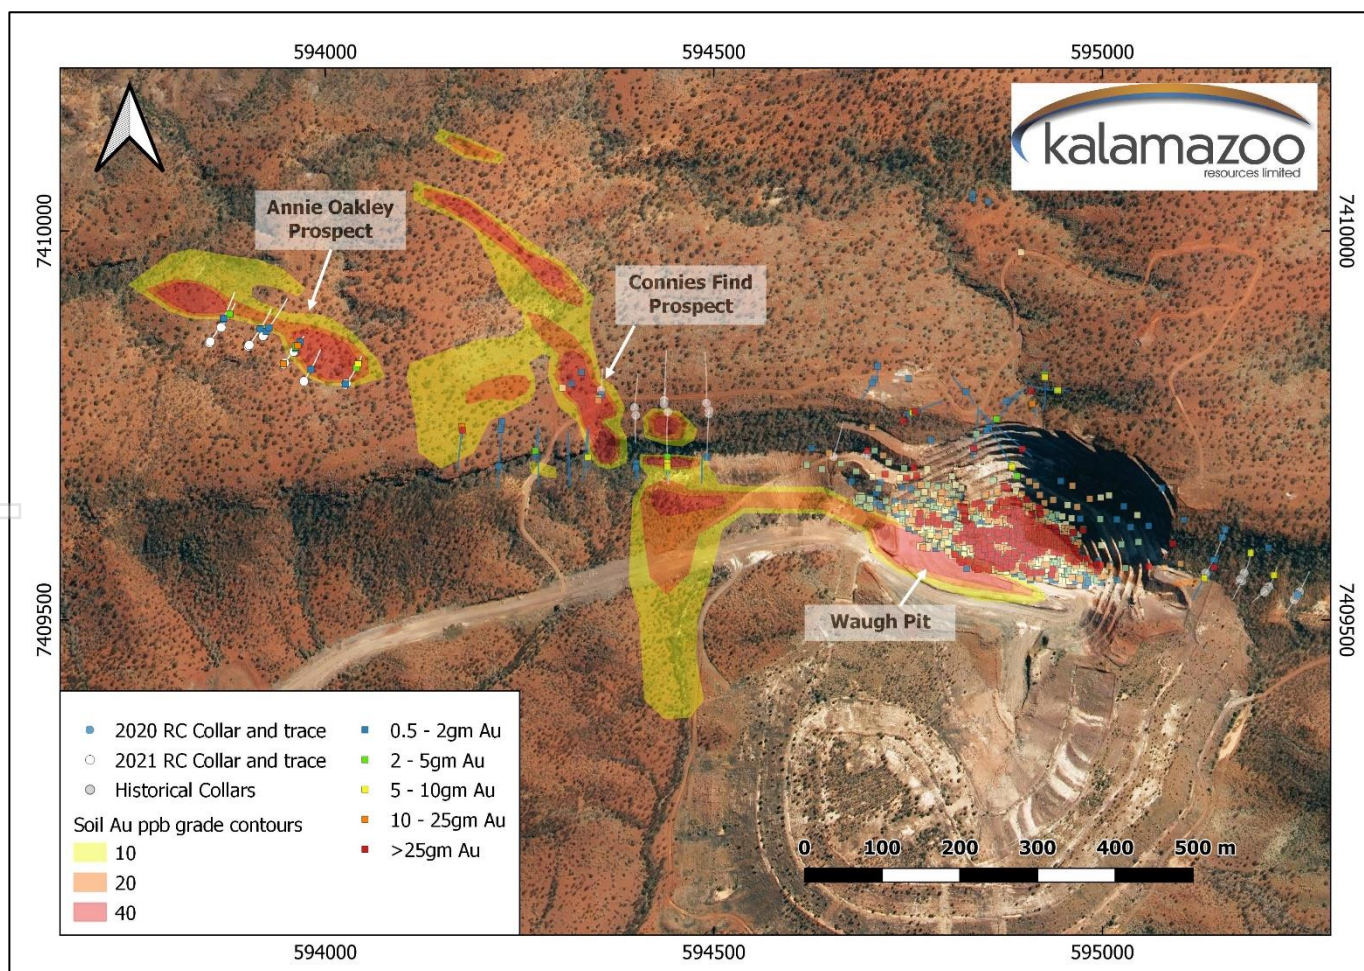 594000
594500
595000
kalamazoo
resources limited
7410000
7410000
Annie Oakley
Prospect
Connies Find
Prospect
7409500
7409500
Waugh Pit
2020 RC Collar and trace
2021 RC Collar and trace
Historical Collars
Soil Au ppb grade contours
10
20
40
0.5 - 2gm Au
2 - 5gm Au
5 - 10gm Au
10 - 25gm Au
>25gm Au
0 100 200 300 400 500 m
594000
594500
595000